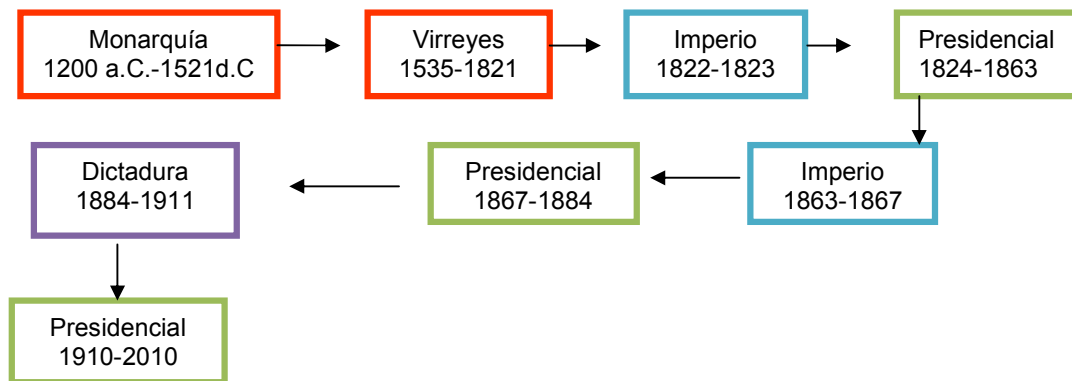 Monarquía
1200 a.C.-1521d.C
Virreyes
1535-1821
Imperio
1822-1823
Presidencial
1824-1863
Imperio
1863-1867
Presidencial
1867-1884
Dictadura
1884-1911
Presidencial
1910-2010